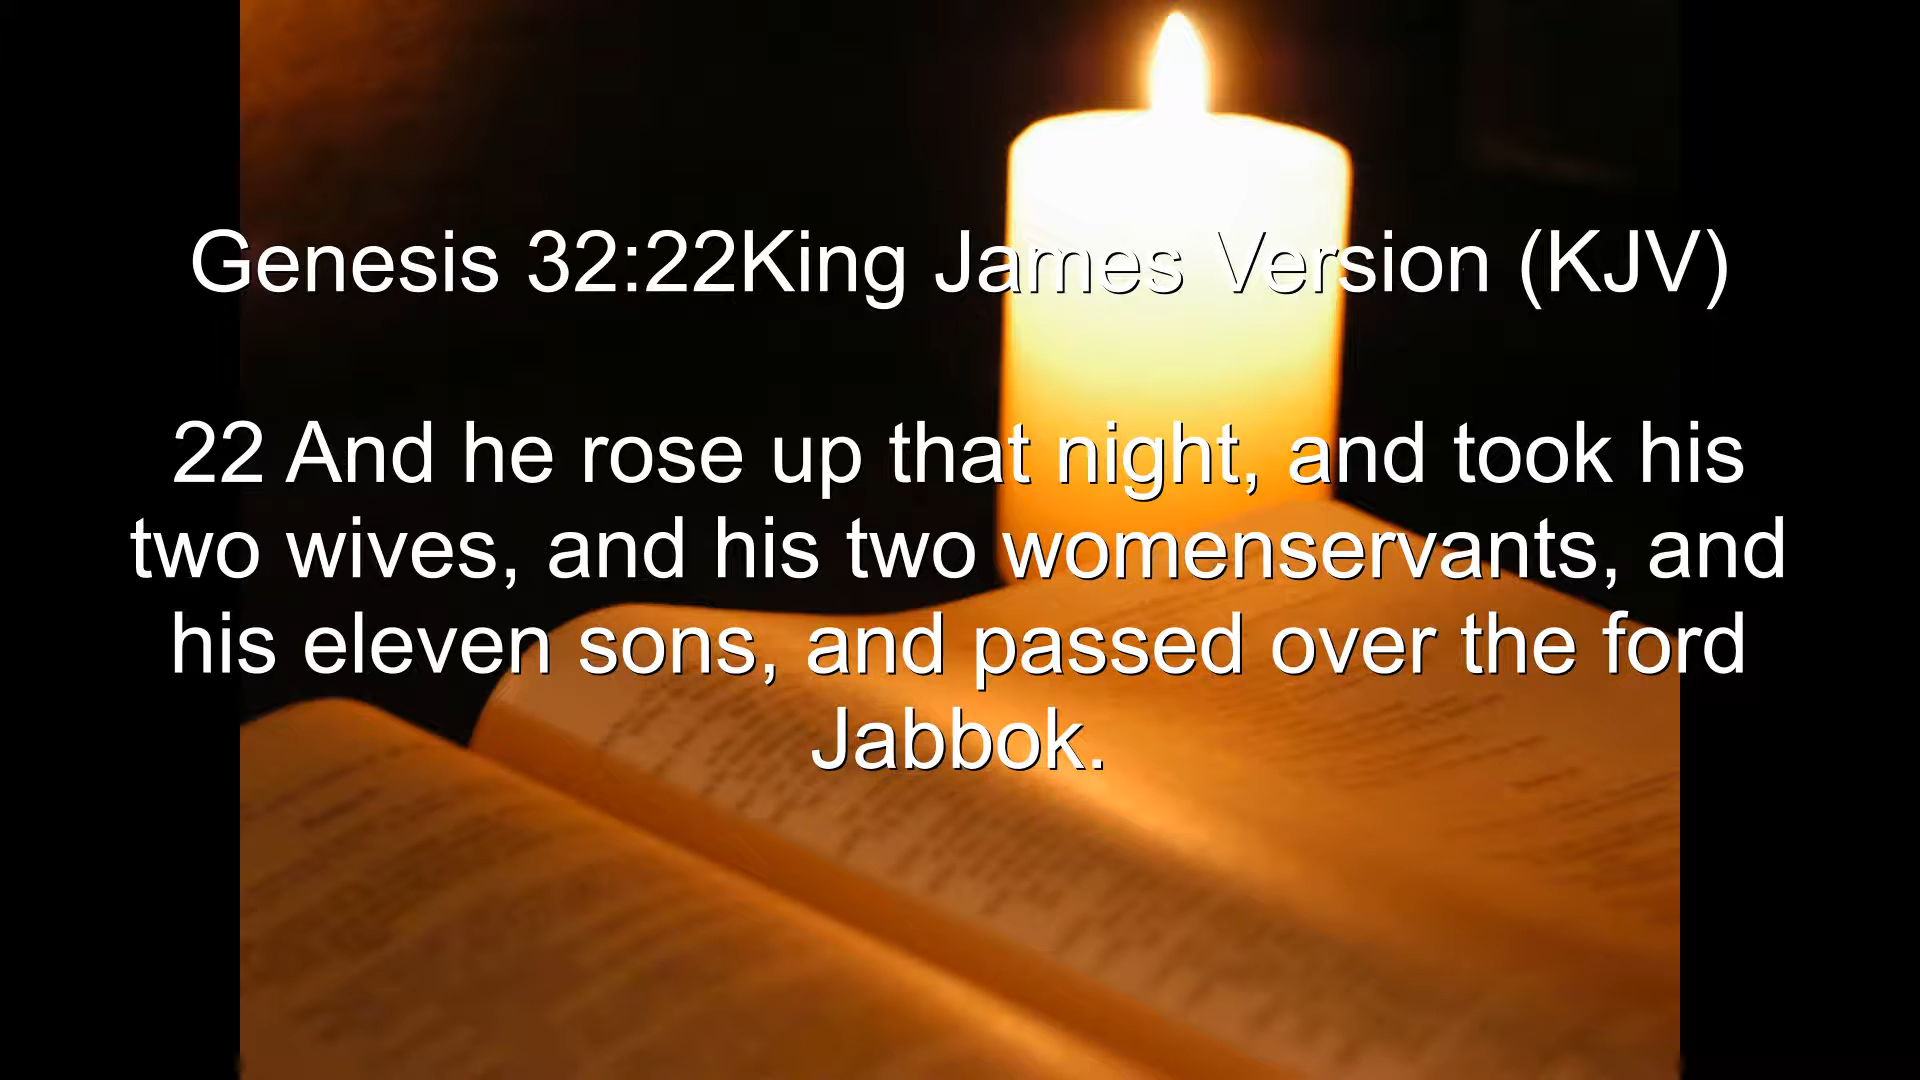 Genesis 32:22King James Version (KJV)
22 And he rose up that night, and took his
two wives, and his two womenservants, and
his eleven sons, and passed over the ford
Jabbok.